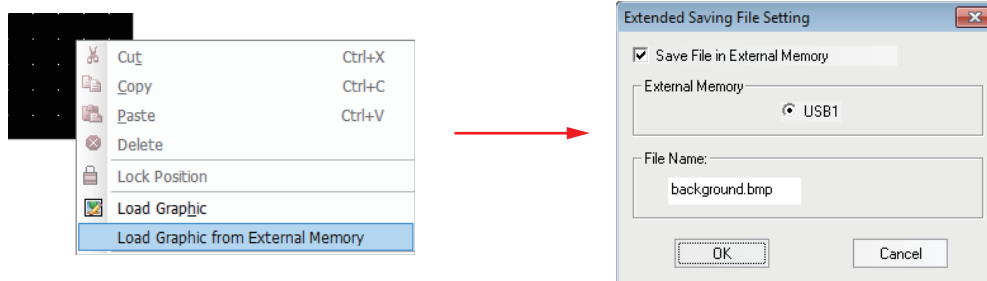 Cut Ctrl+X
Copy Ctrl+C
Paste Ctrl+V
Delete
Lock Position
Load Graphic
Load Graphic from External Memory
Extended Saving File Setting
Save File in External Memory
External Memory
USB1
File Name:
background.bmp
OK Cancel